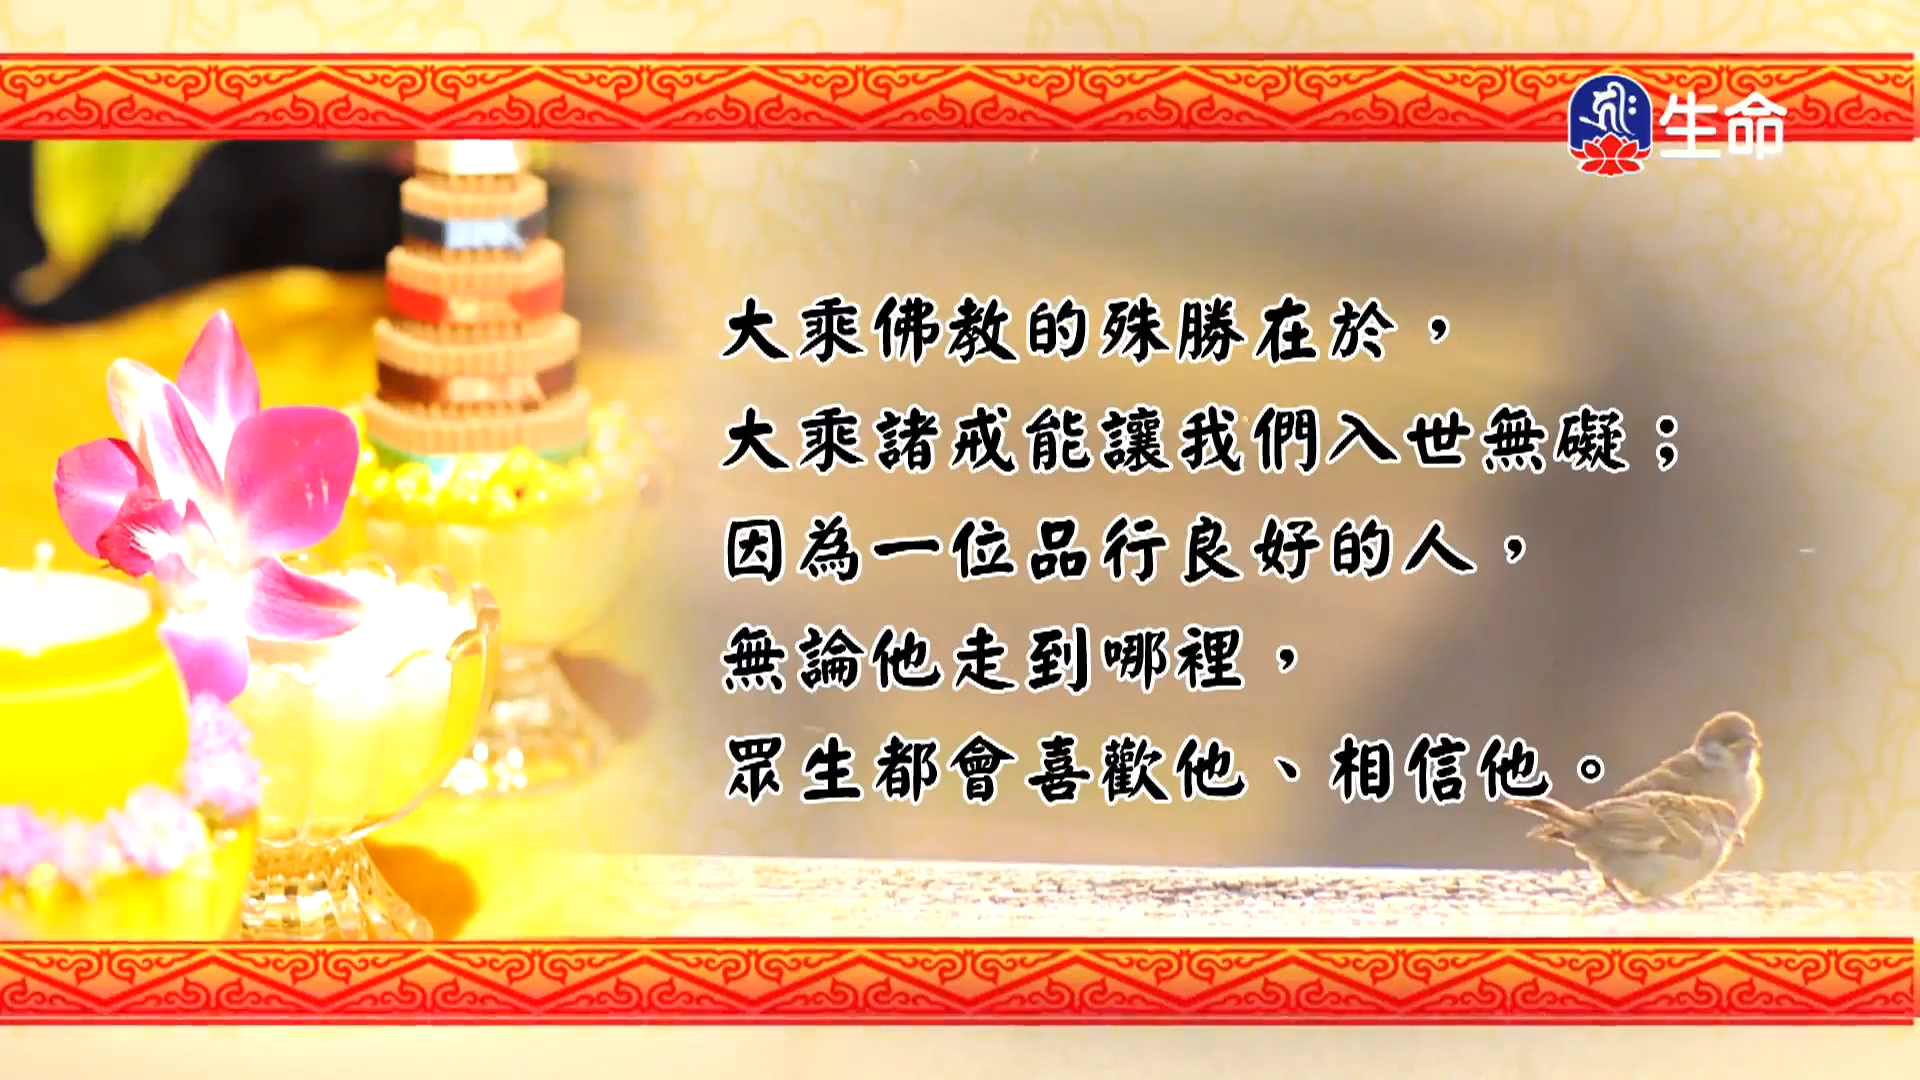 生命
大乘佛教的殊勝在於，
大乘諸戒能讓我們入世無礙；
因為一位品行良好的人，
無論他走到哪裡，
眾生都會喜歡他、相信他。